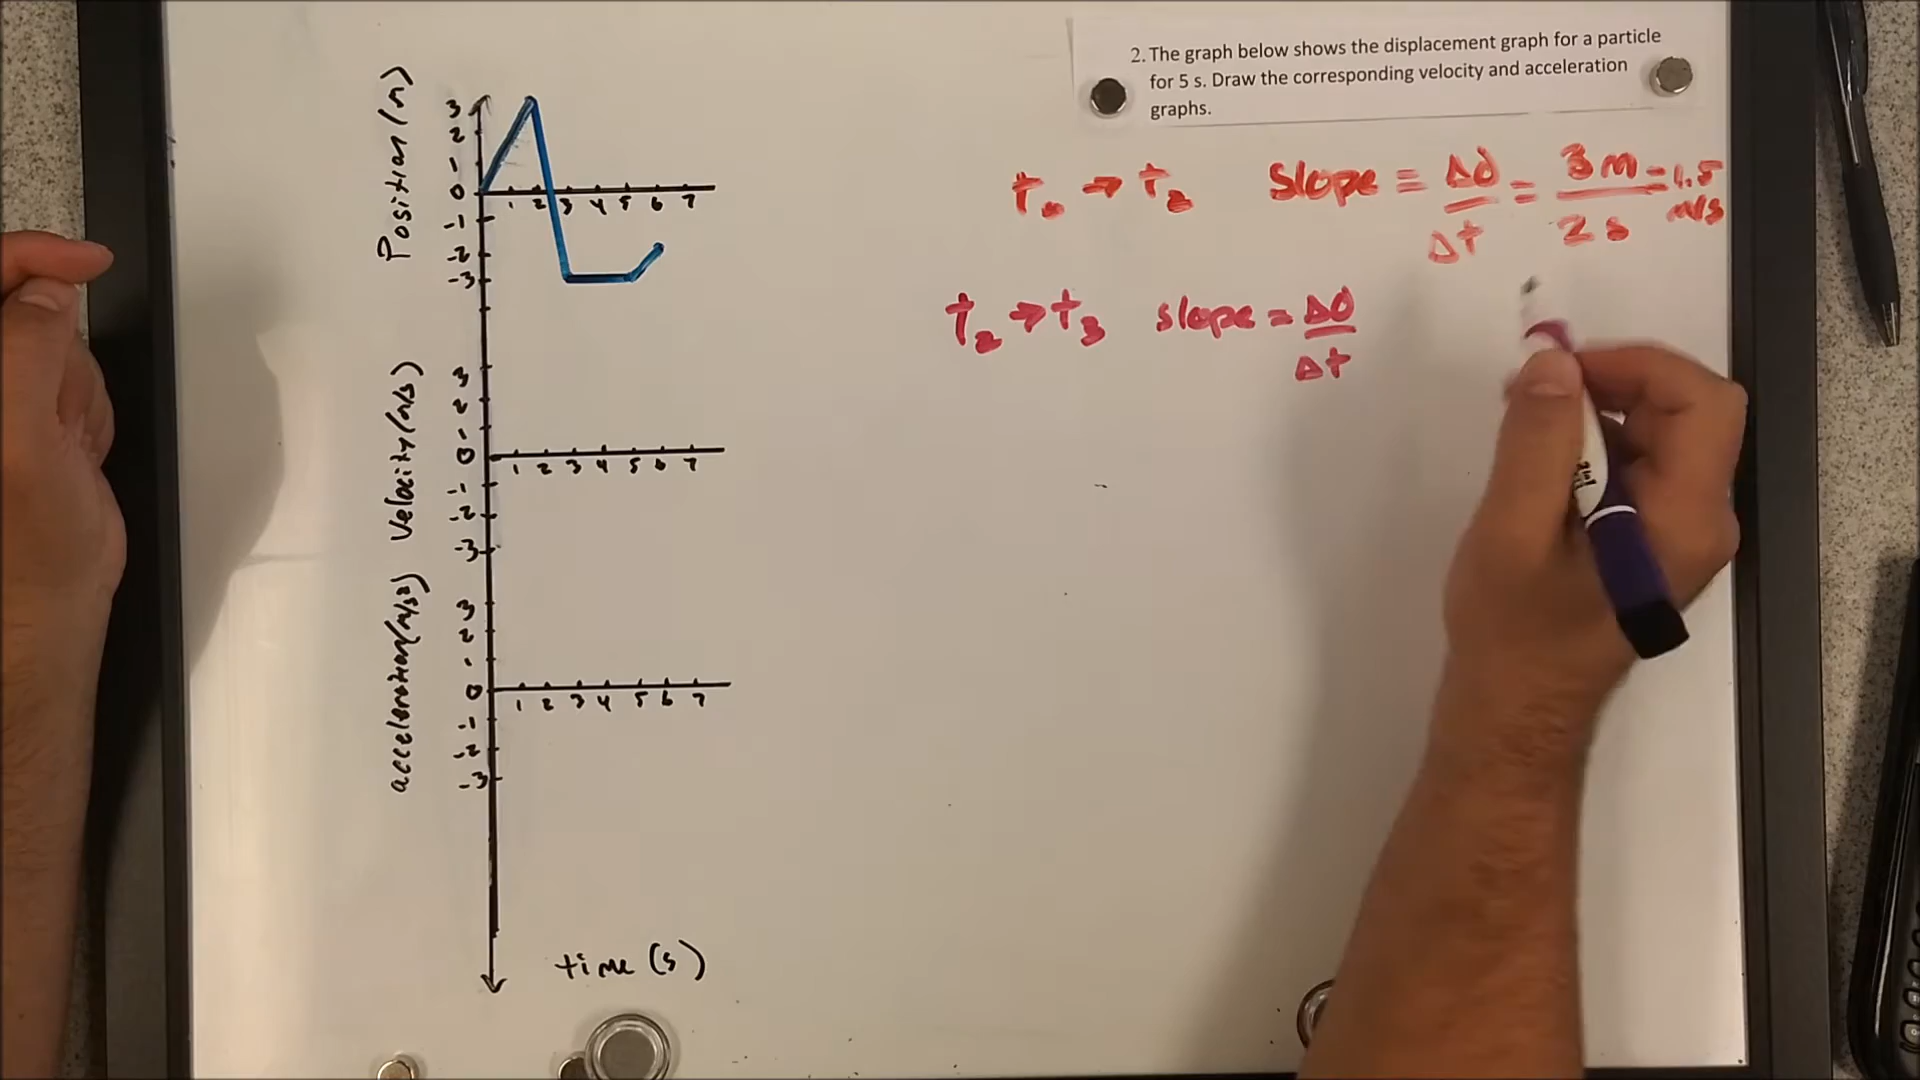 2. The graph below shows the displacement graph for a particle
for 5 s. Draw the corresponding velocity and acceleration
graphs.
t₀ → t₂ Slope = Δd/Δt = 3m/2s = 1.5 m/s
t₂ → t₃ slope = Δd/Δt
Position (m)
3
2
1
0
-1
-2
-3
1 2 3 4 5 6 7
Velocity (m/s)
3
2
1
0
-1
-2
-3
1 2 3 4 5 6 7
acceleration (m/s²)
3
2
1
0
-1
-2
-3
1 2 3 4 5 6 7
time (s)